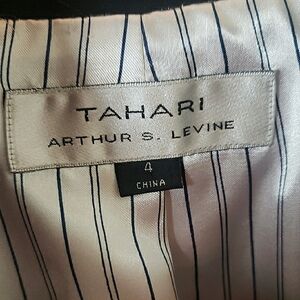 TAHARI
ARTHUR S. LEVINE
4
CHINA